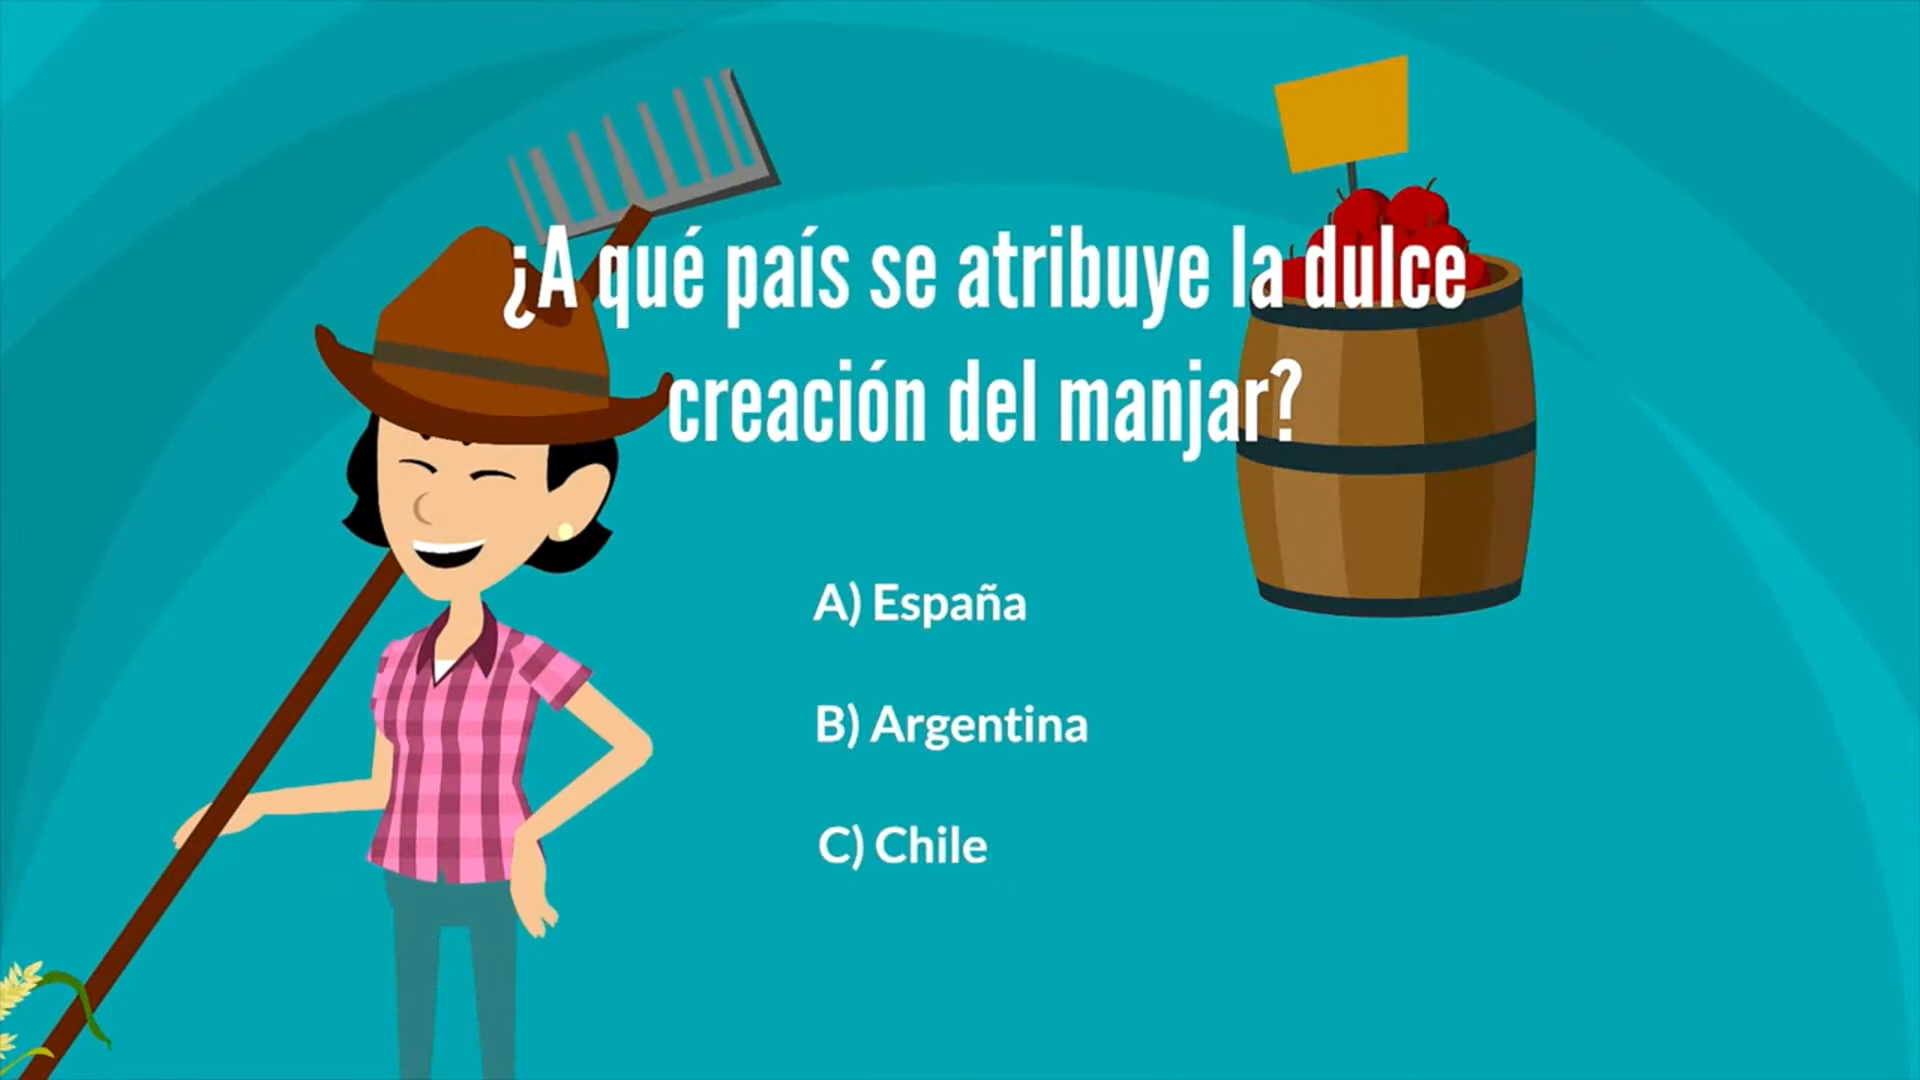 ¿A qué país se atribuye la dulce
creación del manjar?
A) España
B) Argentina
C) Chile